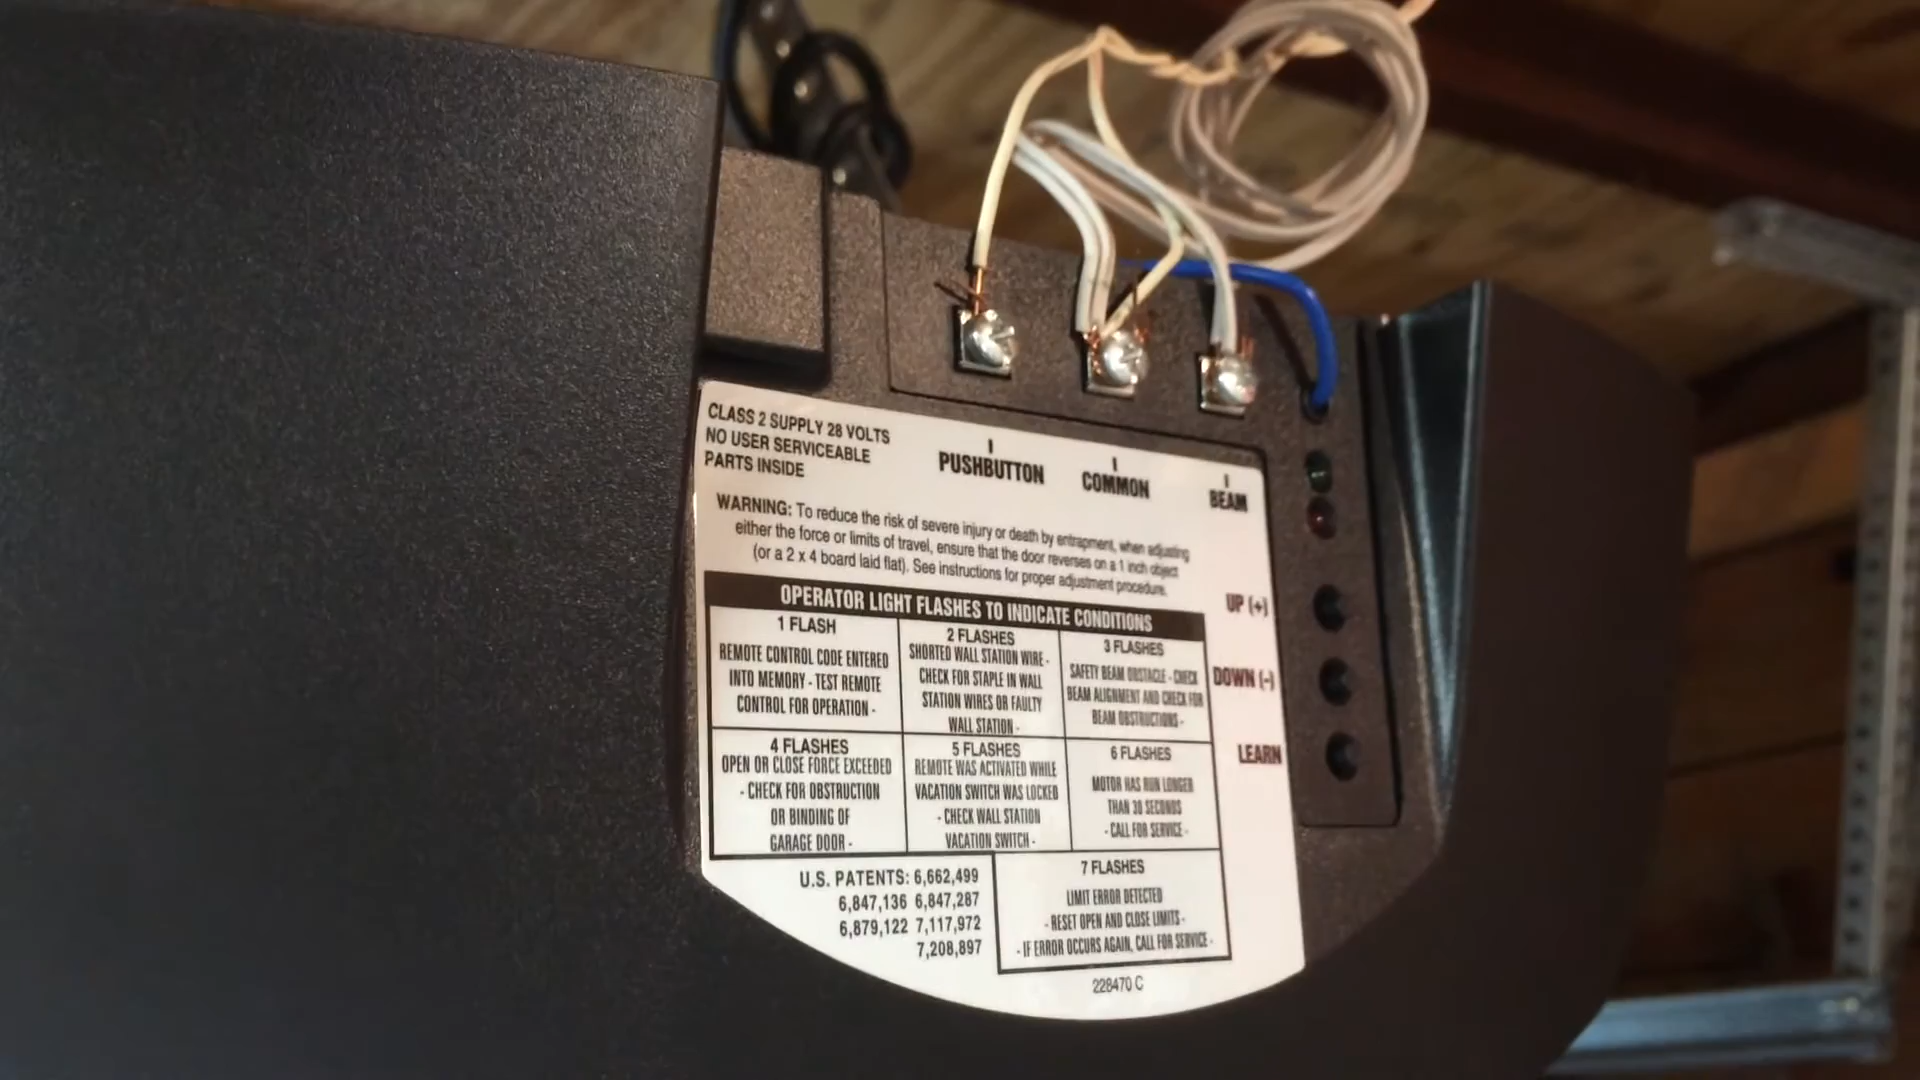 CLASS 2 SUPPLY 28 VOLTS
NO USER SERVICEABLE
PARTS INSIDE
PUSHBUTTON
COMMON
BEAM
WARNING: To reduce the risk of severe injury or death by entrapment, when adjusting
either the force or limits of travel, ensure that the door reverses on a 1 inch object
(or a 2 x 4 board laid flat). See instructions for proper adjustment procedure.
OPERATOR LIGHT FLASHES TO INDICATE CONDITIONS
1 FLASH
REMOTE CONTROL CODE ENTERED
INTO MEMORY - TEST REMOTE
CONTROL FOR OPERATION -
2 FLASHES
SHORTED WALL STATION WIRE -
CHECK FOR STAPLE IN WALL
STATION WIRES OR FAULTY
WALL STATION -
3 FLASHES
SAFETY BEAM OBSTACLE - CHECK
BEAM ALIGNMENT AND CHECK FOR
BEAM OBSTRUCTIONS -
UP (+)
DOWN (-)
LEARN
4 FLASHES
OPEN OR CLOSE FORCE EXCEEDED
- CHECK FOR OBSTRUCTION
OR BINDING OF
GARAGE DOOR -
5 FLASHES
REMOTE WAS ACTIVATED WHILE
VACATION SWITCH WAS LOCKED
- CHECK WALL STATION
VACATION SWITCH -
6 FLASHES
MOTOR HAS RUN LONGER
THAN 30 SECONDS
- CALL FOR SERVICE -
7 FLASHES
LIMIT ERROR DETECTED
- RESET OPEN AND CLOSE LIMITS -
- IF ERROR OCCURS AGAIN, CALL FOR SERVICE -
U.S. PATENTS: 6,662,499
6,847,136 6,847,287
6,879,122 7,117,972
7,208,897
228470 C